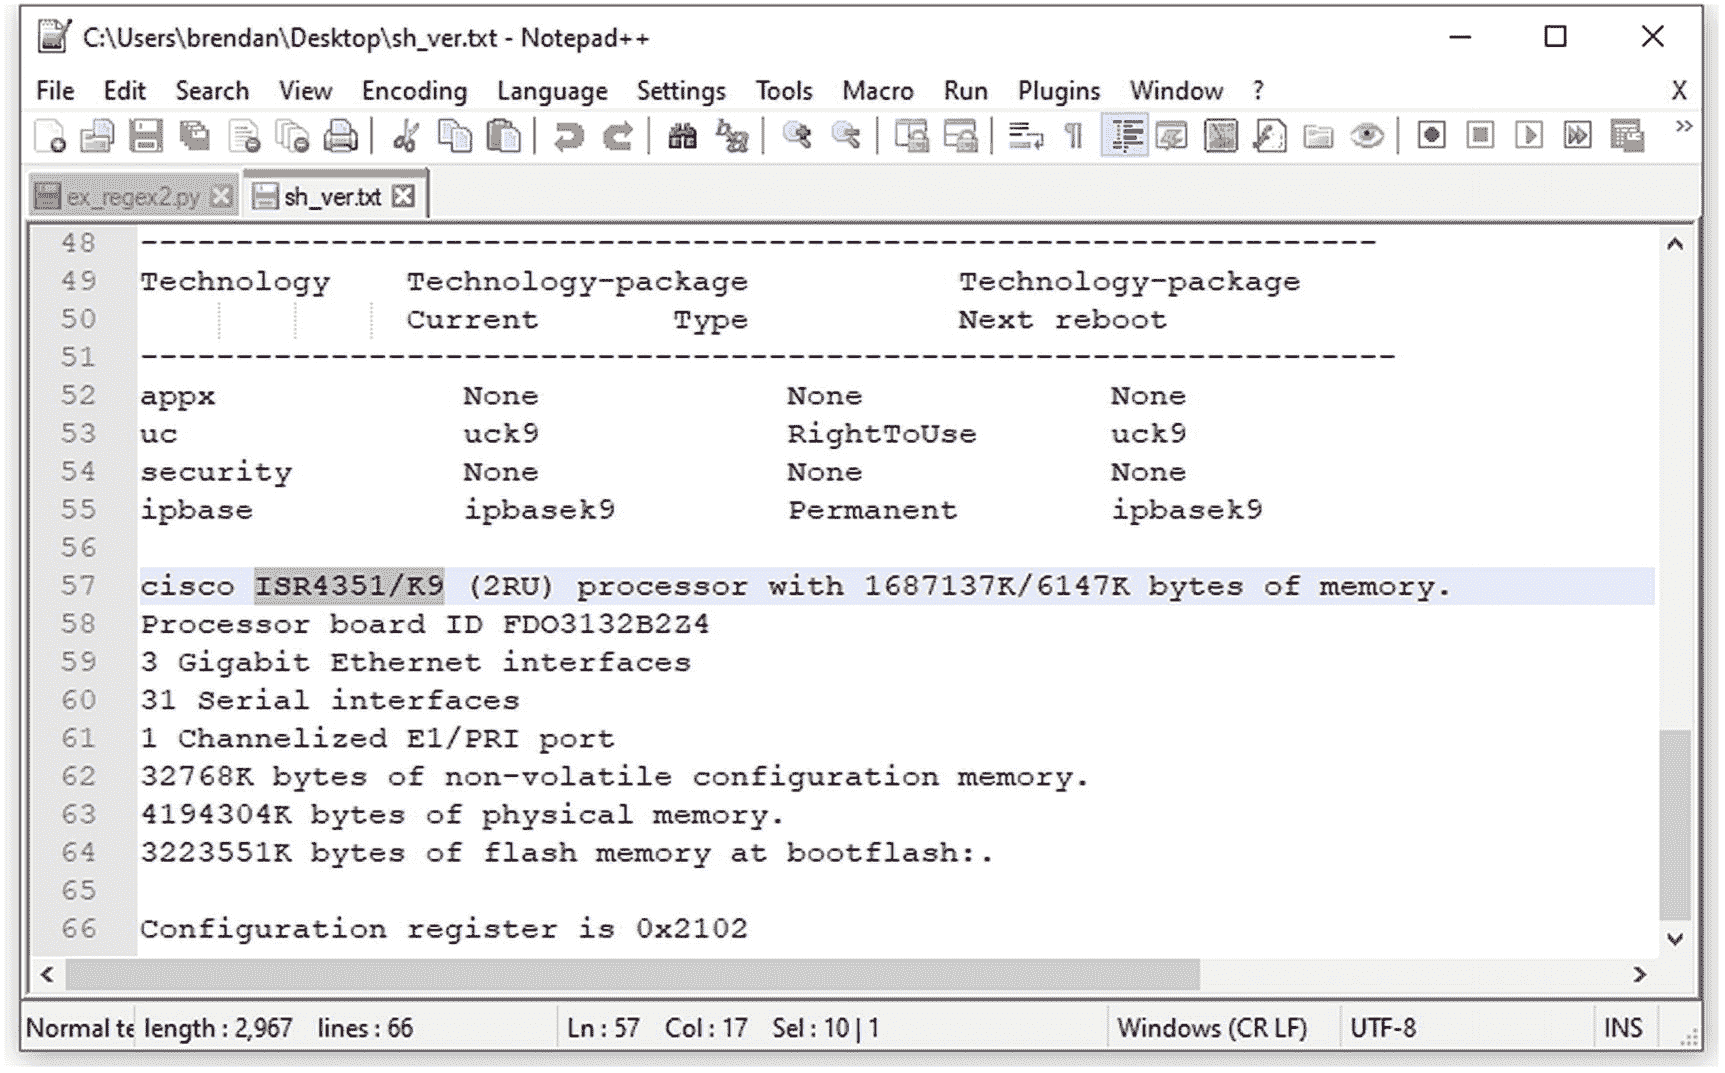 C:\Users\brendan\Desktop\sh_ver.txt - Notepad++
File Edit Search View Encoding Language Settings Tools Macro Run Plugins Window ? X
ex_regex2.py sh_ver.txt
48 ------------------------------------------------------------------
49 Technology Technology-package Technology-package
50 Current Type Next reboot
51 -------------------------------------------------------------------
52 appx None None None
53 uc uck9 RightToUse uck9
54 security None None None
55 ipbase ipbasek9 Permanent ipbasek9
56
57 cisco ISR4351/K9 (2RU) processor with 1687137K/6147K bytes of memory.
58 Processor board ID FDO3132B2Z4
59 3 Gigabit Ethernet interfaces
60 31 Serial interfaces
61 1 Channelized E1/PRI port
62 32768K bytes of non-volatile configuration memory.
63 4194304K bytes of physical memory.
64 3223551K bytes of flash memory at bootflash:.
65
66 Configuration register is 0x2102
Normal te length : 2,967 lines : 66 Ln : 57 Col : 17 Sel : 10 | 1 Windows (CR LF) UTF-8 INS